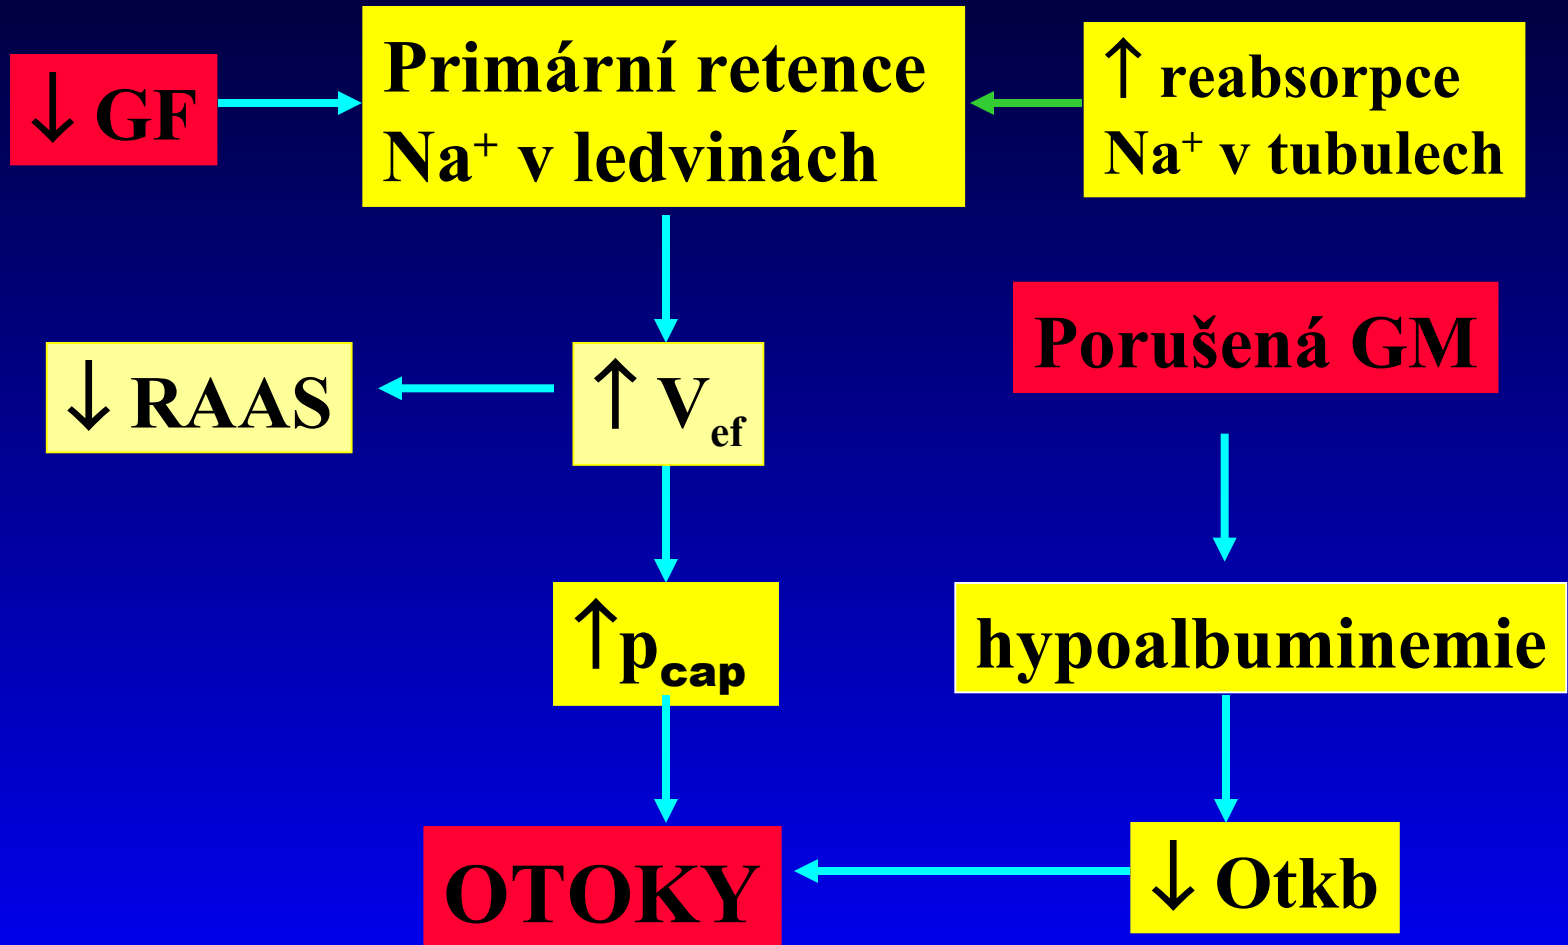 ↓ GF
Primární retence
Na⁺ v ledvinách
↑ reabsorpce
Na⁺ v tubulech
Porušená GM
↓ RAAS
↑ Vef
↑pcap
hypoalbuminemie
OTOKY
↓ Otkb